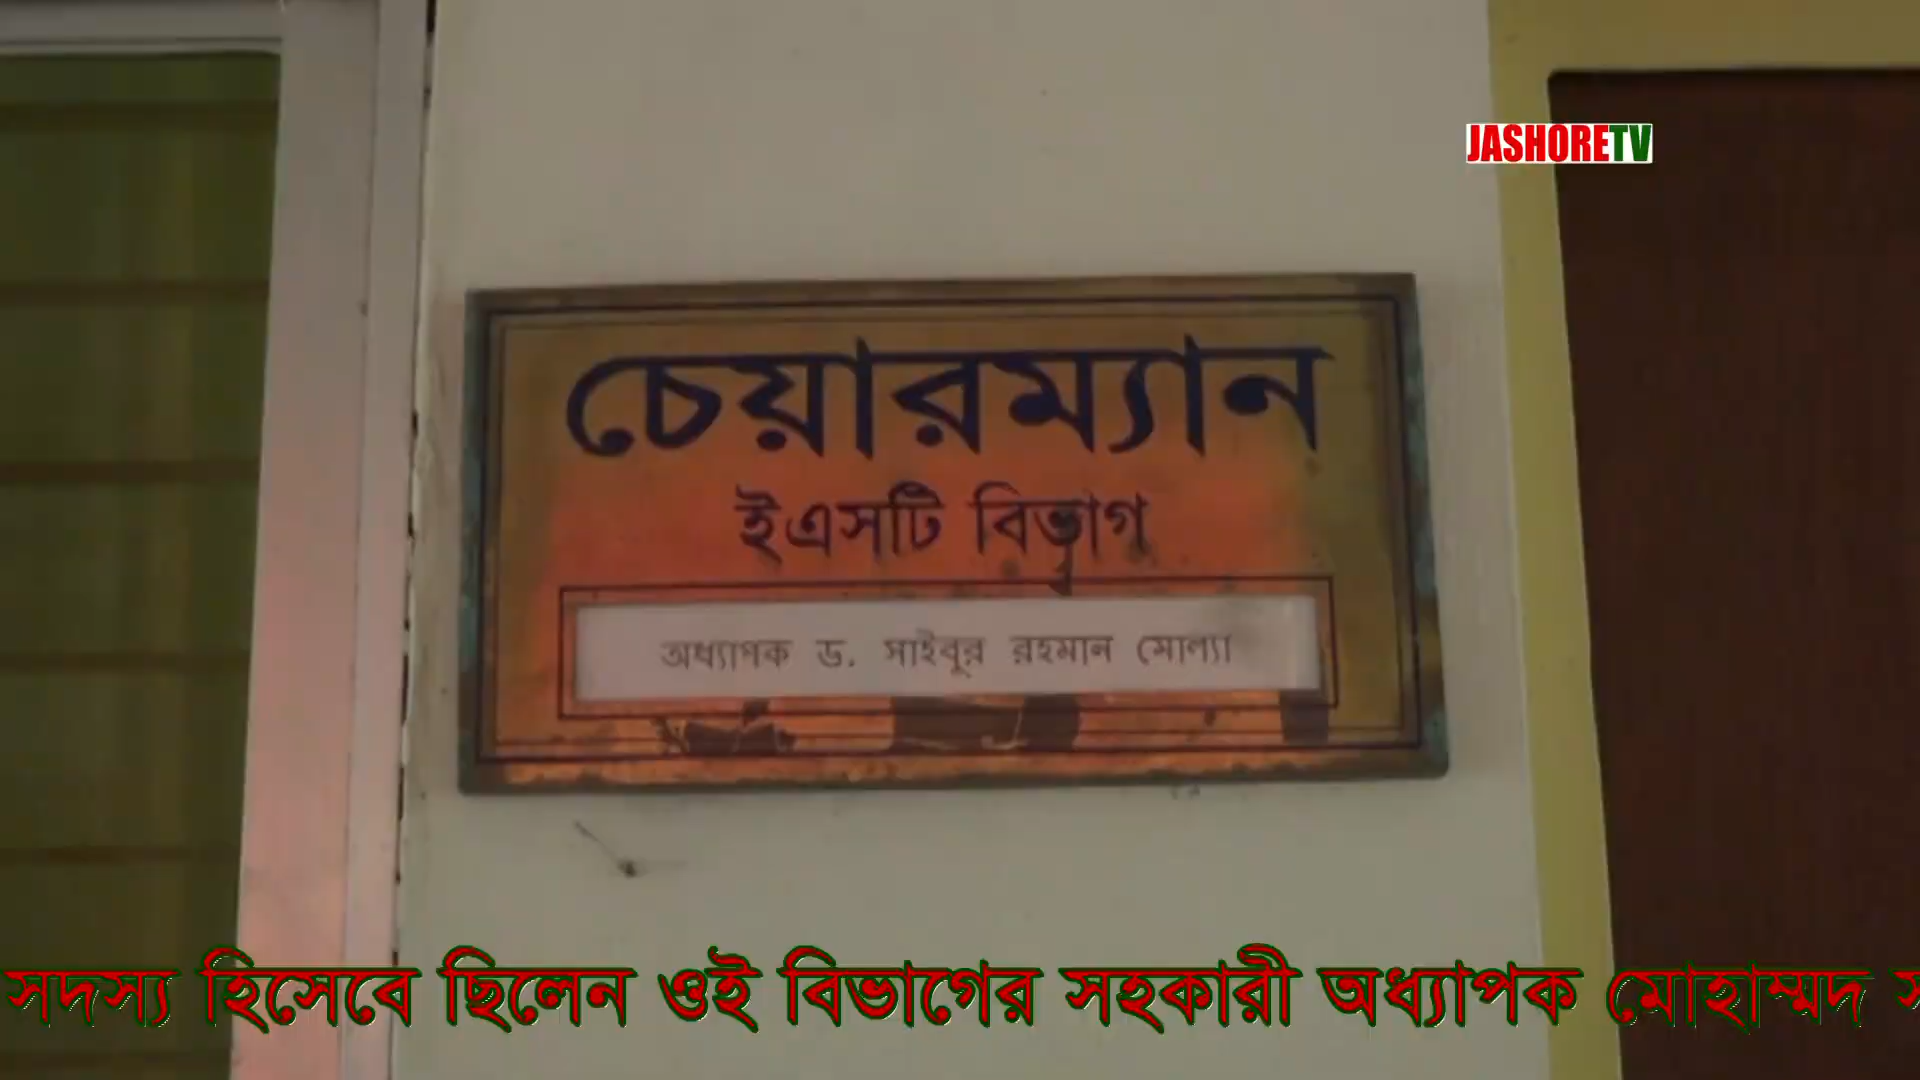 JASHORETV
চেয়ারম্যান
ইএসটি বিভাগ
অধ্যাপক ড. সাইবুর রহমান মোল্যা
সদস্য হিসেবে ছিলেন ওই বিভাগের সহকারী অধ্যাপক মোহাম্মদ